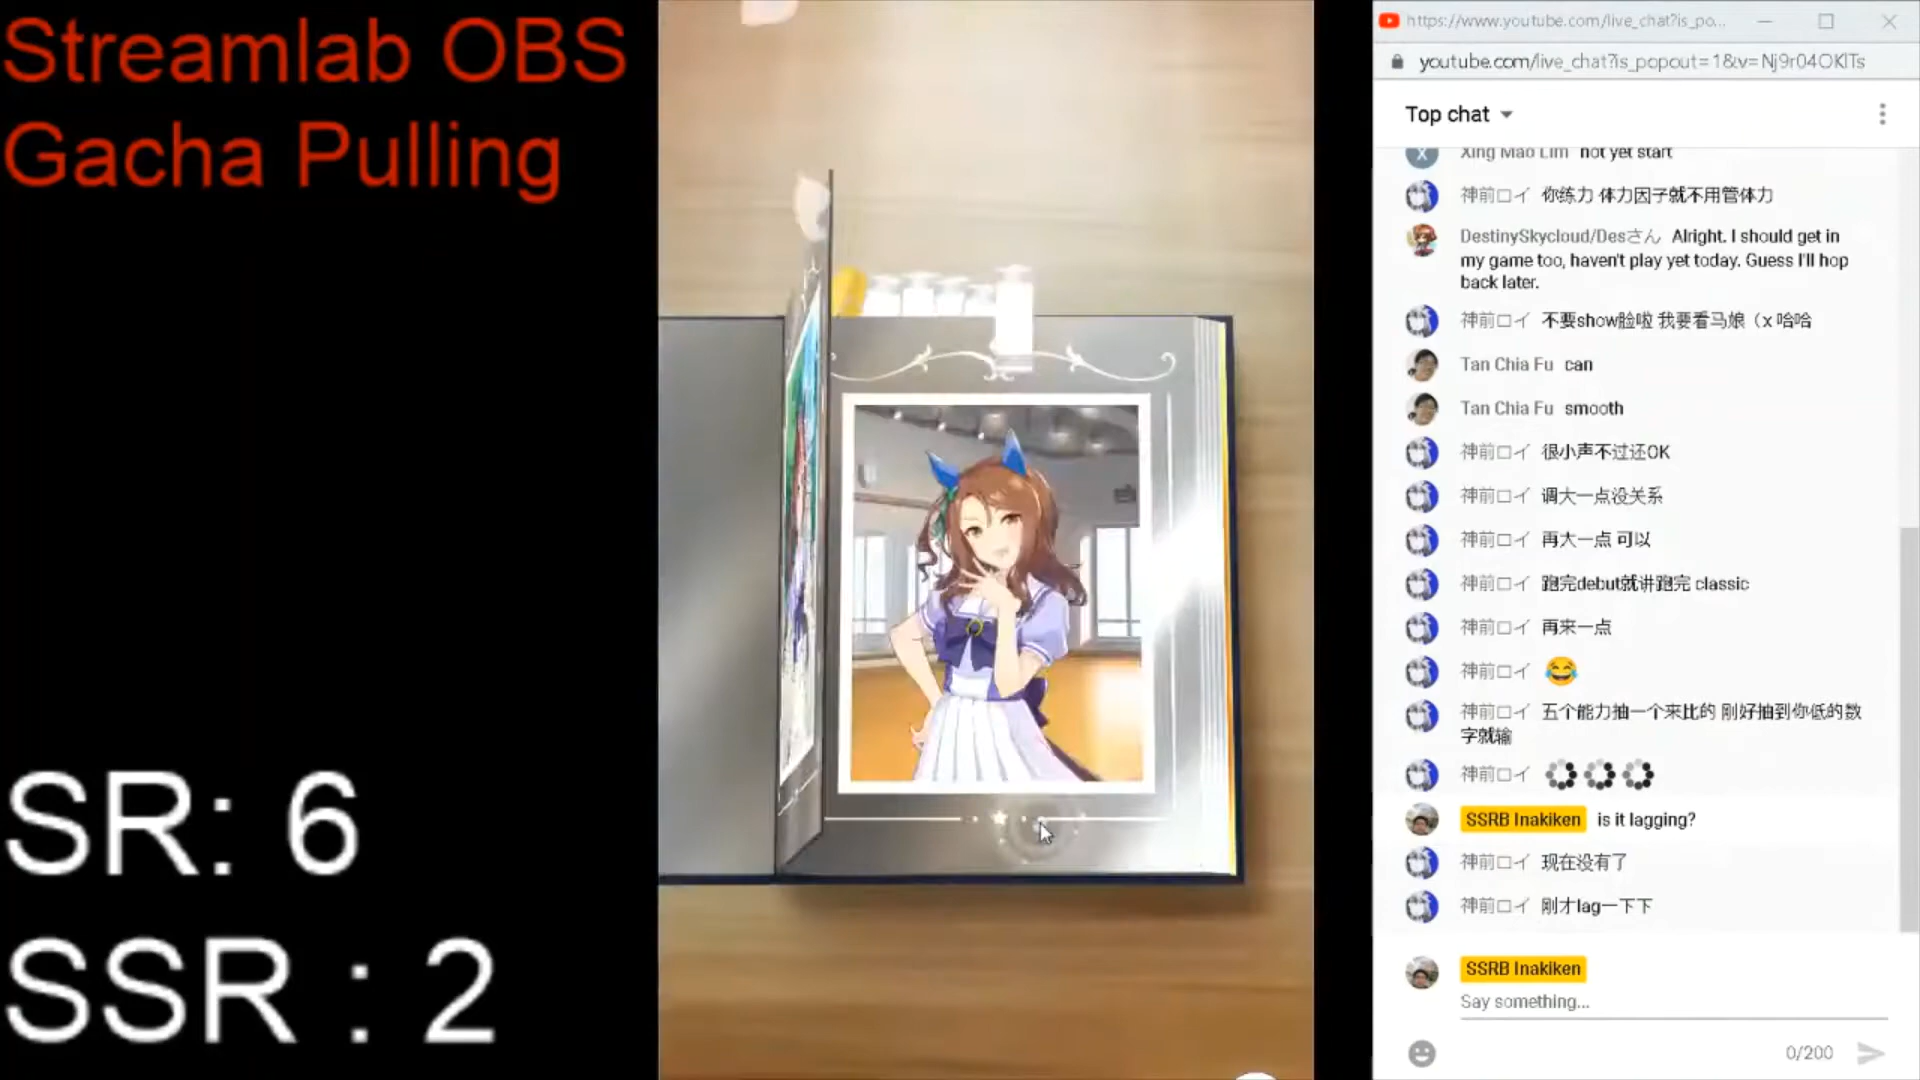 Streamlab OBS
Gacha Pulling
SR: 6
SSR : 2
https://www.youtube.com/live_chat?is_po...
youtube.com/live_chat?is_popout=1&v=Nj9r04OKlTs
Top chat
X Xing Mao Lim not yet start
神前ロイ 你练力 体力因子就不用管体力
DestinySkycloud/Desさん Alright. I should get in
my game too, haven't play yet today. Guess I'll hop
back later.
神前ロイ 不要show脸啦 我要看马娘（x 哈哈
Tan Chia Fu can
Tan Chia Fu smooth
神前ロイ 很小声不过还OK
神前ロイ 调大一点没关系
神前ロイ 再大一点 可以
神前ロイ 跑完debut就讲跑完 classic
神前ロイ 再来一点
神前ロイ 😂
神前ロイ 五个能力抽一个来比的 刚好抽到你低的数
字就输
神前ロイ
SSRB Inakiken is it lagging?
神前ロイ 现在没有了
神前ロイ 刚才lag一下下
SSRB Inakiken
Say something...
0/200